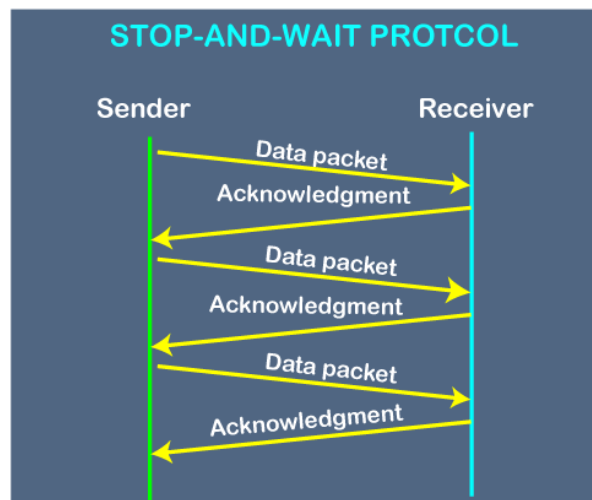 STOP-AND-WAIT PROTCOL
Sender
Receiver
Data packet
Acknowledgment
Data packet
Acknowledgment
Data packet
Acknowledgment